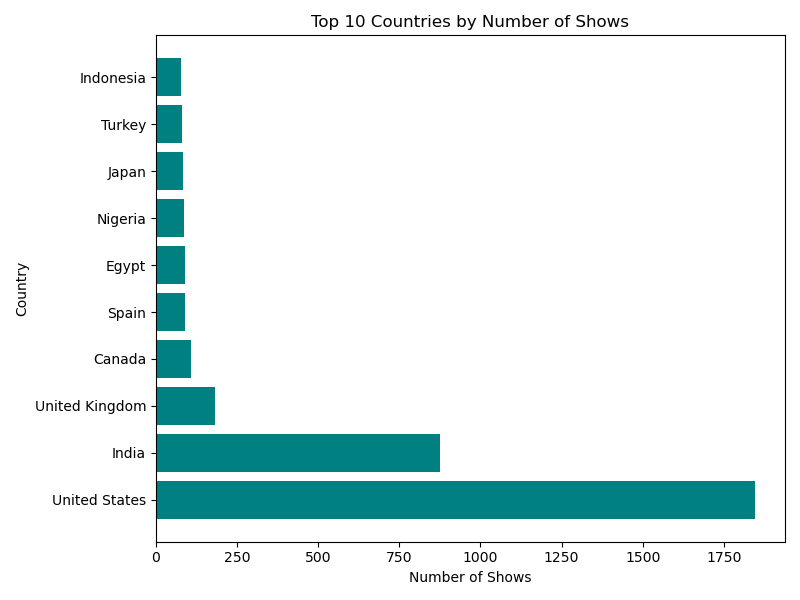 Top 10 Countries by Number of Shows
Indonesia
Turkey
Japan
Nigeria
Egypt
Spain
Canada
United Kingdom
India
United States
Country
0 250 500 750 1000 1250 1500 1750
Number of Shows